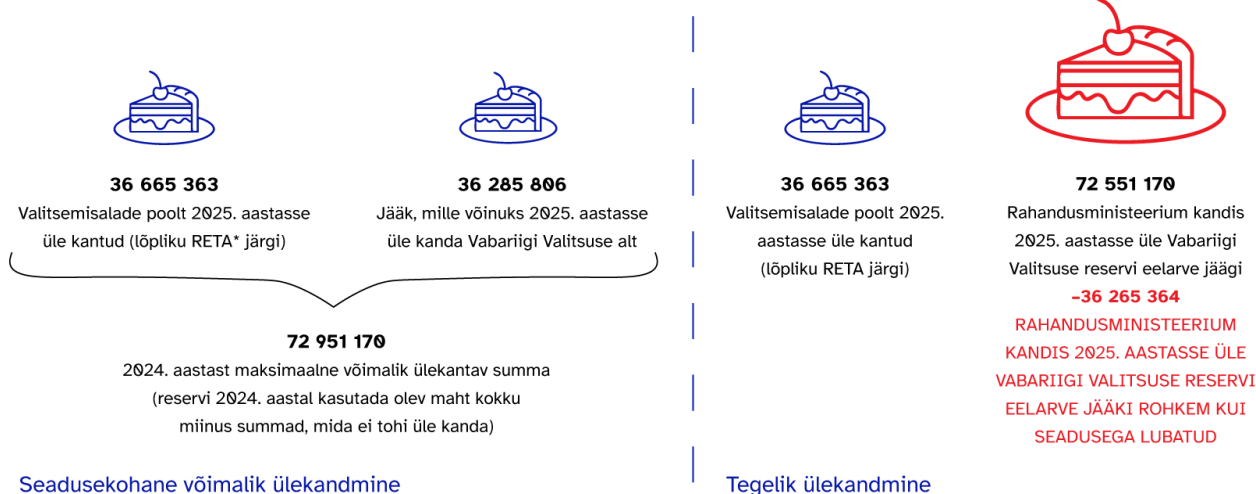 36 665 363
Valitsemisalade poolt 2025. aastasse
üle kantud (lõpliku RETA* järgi)
36 285 806
Jääk, mille võinuks 2025. aastasse
üle kanda Vabariigi Valitsuse alt
72 951 170
2024. aastast maksimaalne võimalik ülekantav summa
(reservi 2024. aastal kasutada olev maht kokku
miinus summad, mida ei tohi üle kanda)
Seadusekohane võimalik ülekandmine
36 665 363
Valitsemisalade poolt 2025.
aastasse üle kantud
(lõpliku RETA järgi)
72 551 170
Rahandusministeerium kandis
2025. aastasse üle Vabariigi
Valitsuse reservi eelarve jäägi
–36 265 364
RAHANDUSMINISTEERIUM
KANDIS 2025. AASTASSE ÜLE
VABARIIGI VALITSUSE RESERVI
EELARVE JÄÄKI ROHKEM KUI
SEADUSEGA LUBATUD
Tegelik ülekandmine